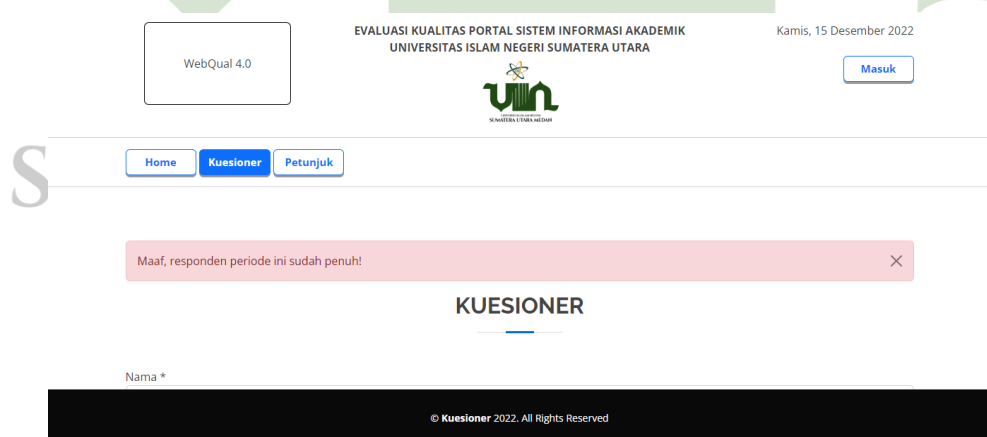 WebQual 4.0
EVALUASI KUALITAS PORTAL SISTEM INFORMASI AKADEMIK
UNIVERSITAS ISLAM NEGERI SUMATERA UTARA
UIN
SUMATERA UTARA MEDAN
Kamis, 15 Desember 2022
Masuk
Home Kuesioner Petunjuk
S
Maaf, responden periode ini sudah penuh!
KUESIONER
Nama *
© Kuesioner 2022. All Rights Reserved